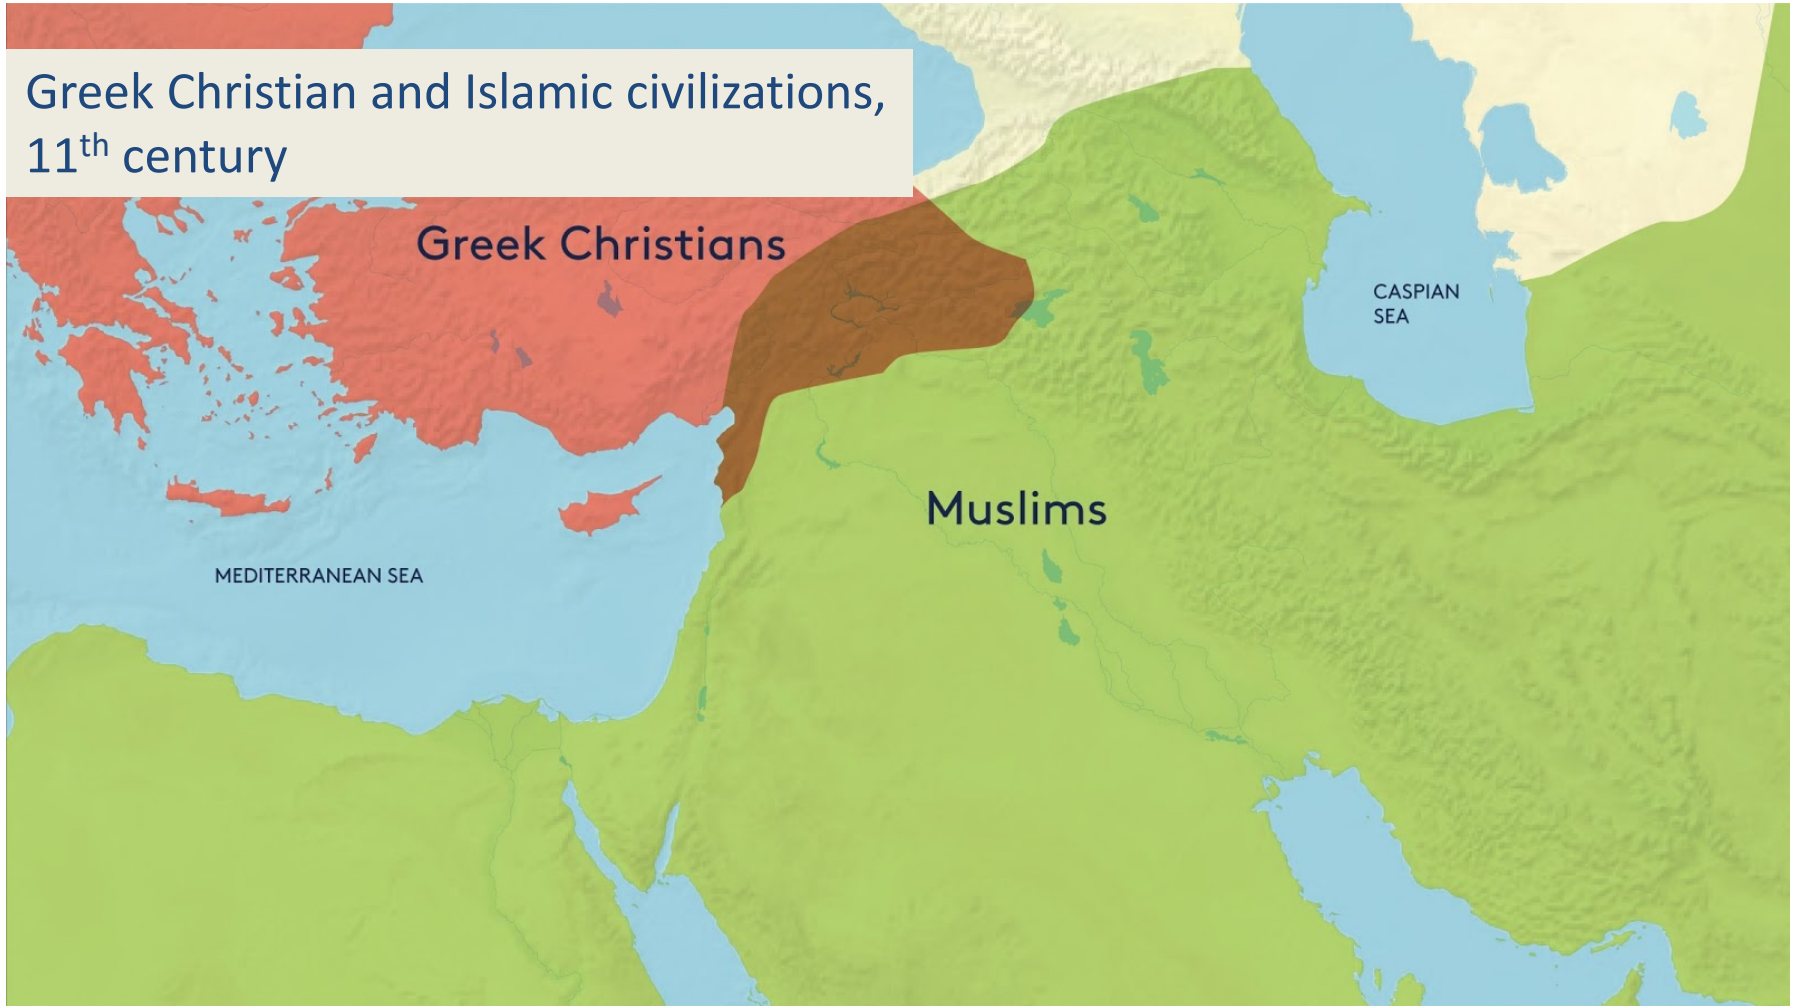 Greek Christian and Islamic civilizations,
11th century
Greek Christians
CASPIAN
SEA
Muslims
MEDITERRANEAN SEA